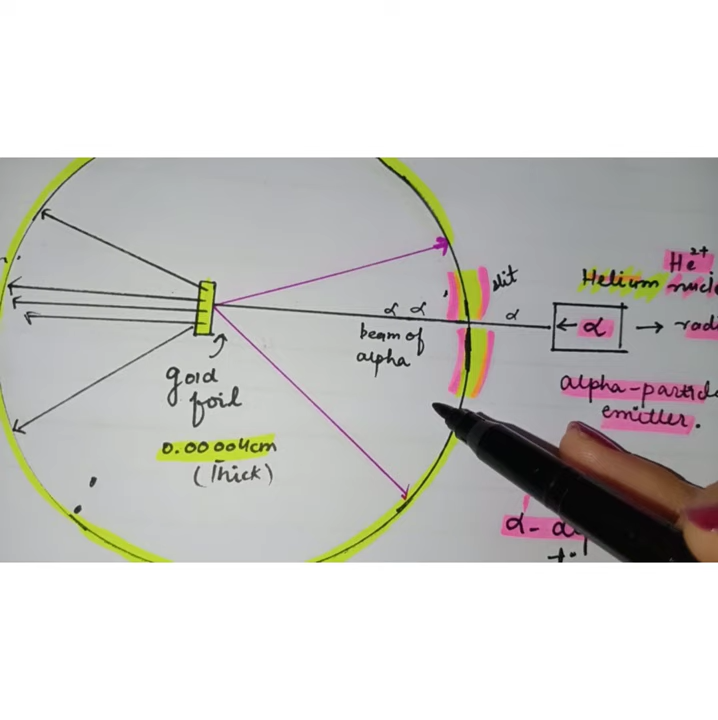 He2+
Helium
slit
α α
α
← α →
beam of
alpha
gold
foil
0.00004cm
(Thick)
alpha-particle
emitter.
α-